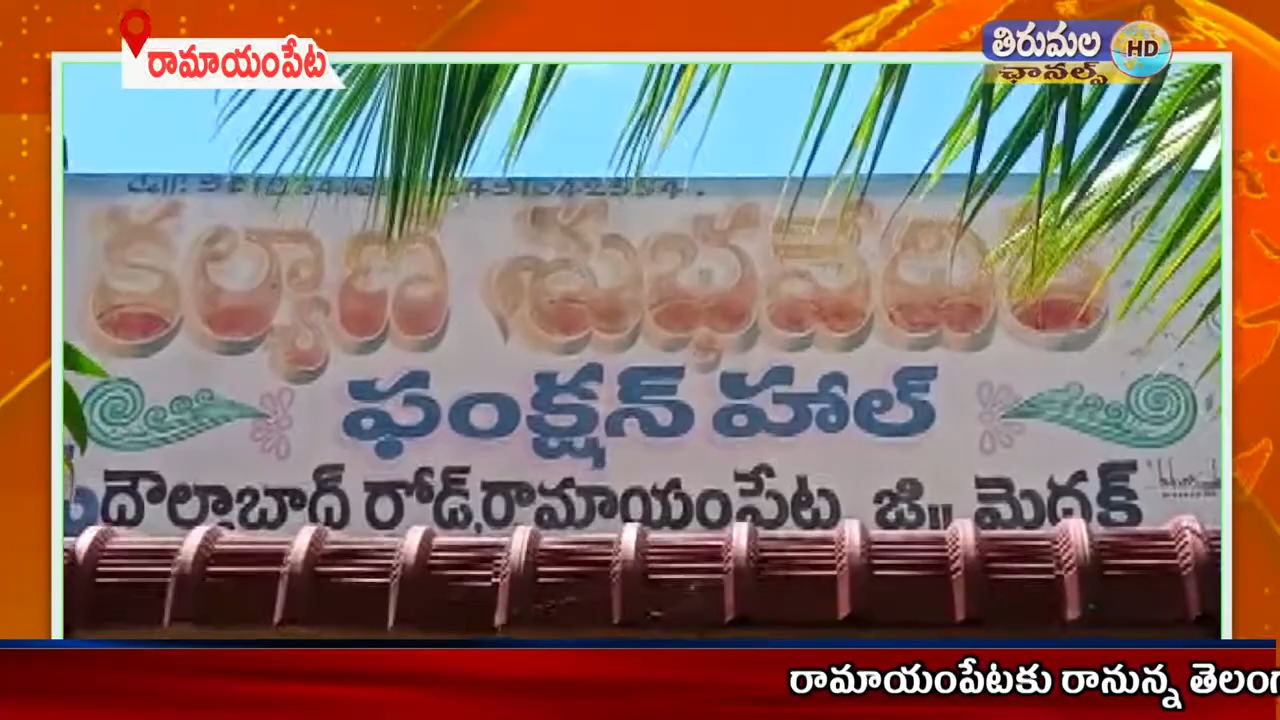 రామాయంపేట
తిరుమల HD
ఛానల్స్
కళ్యాణ శుభవేదిక
ఫంక్షన్ హాల్
దౌల్తాబాద్ రోడ్,రామాయంపేట జి॥ మెదక్
రామాయంపేటకు రానున్న